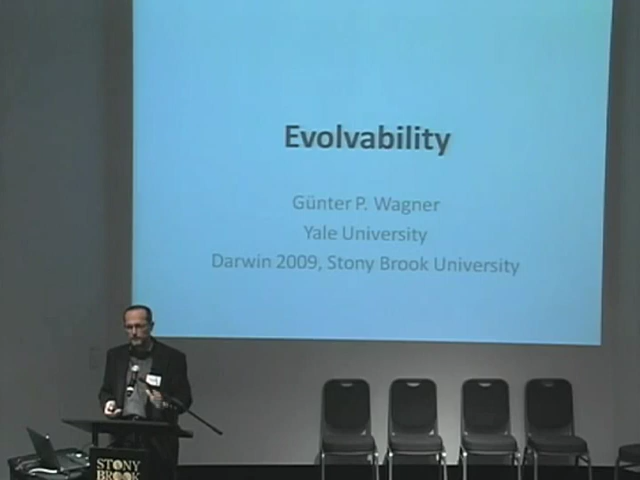 Evolvability
Günter P. Wagner
Yale University
Darwin 2009, Stony Brook University
STONY
BROOK